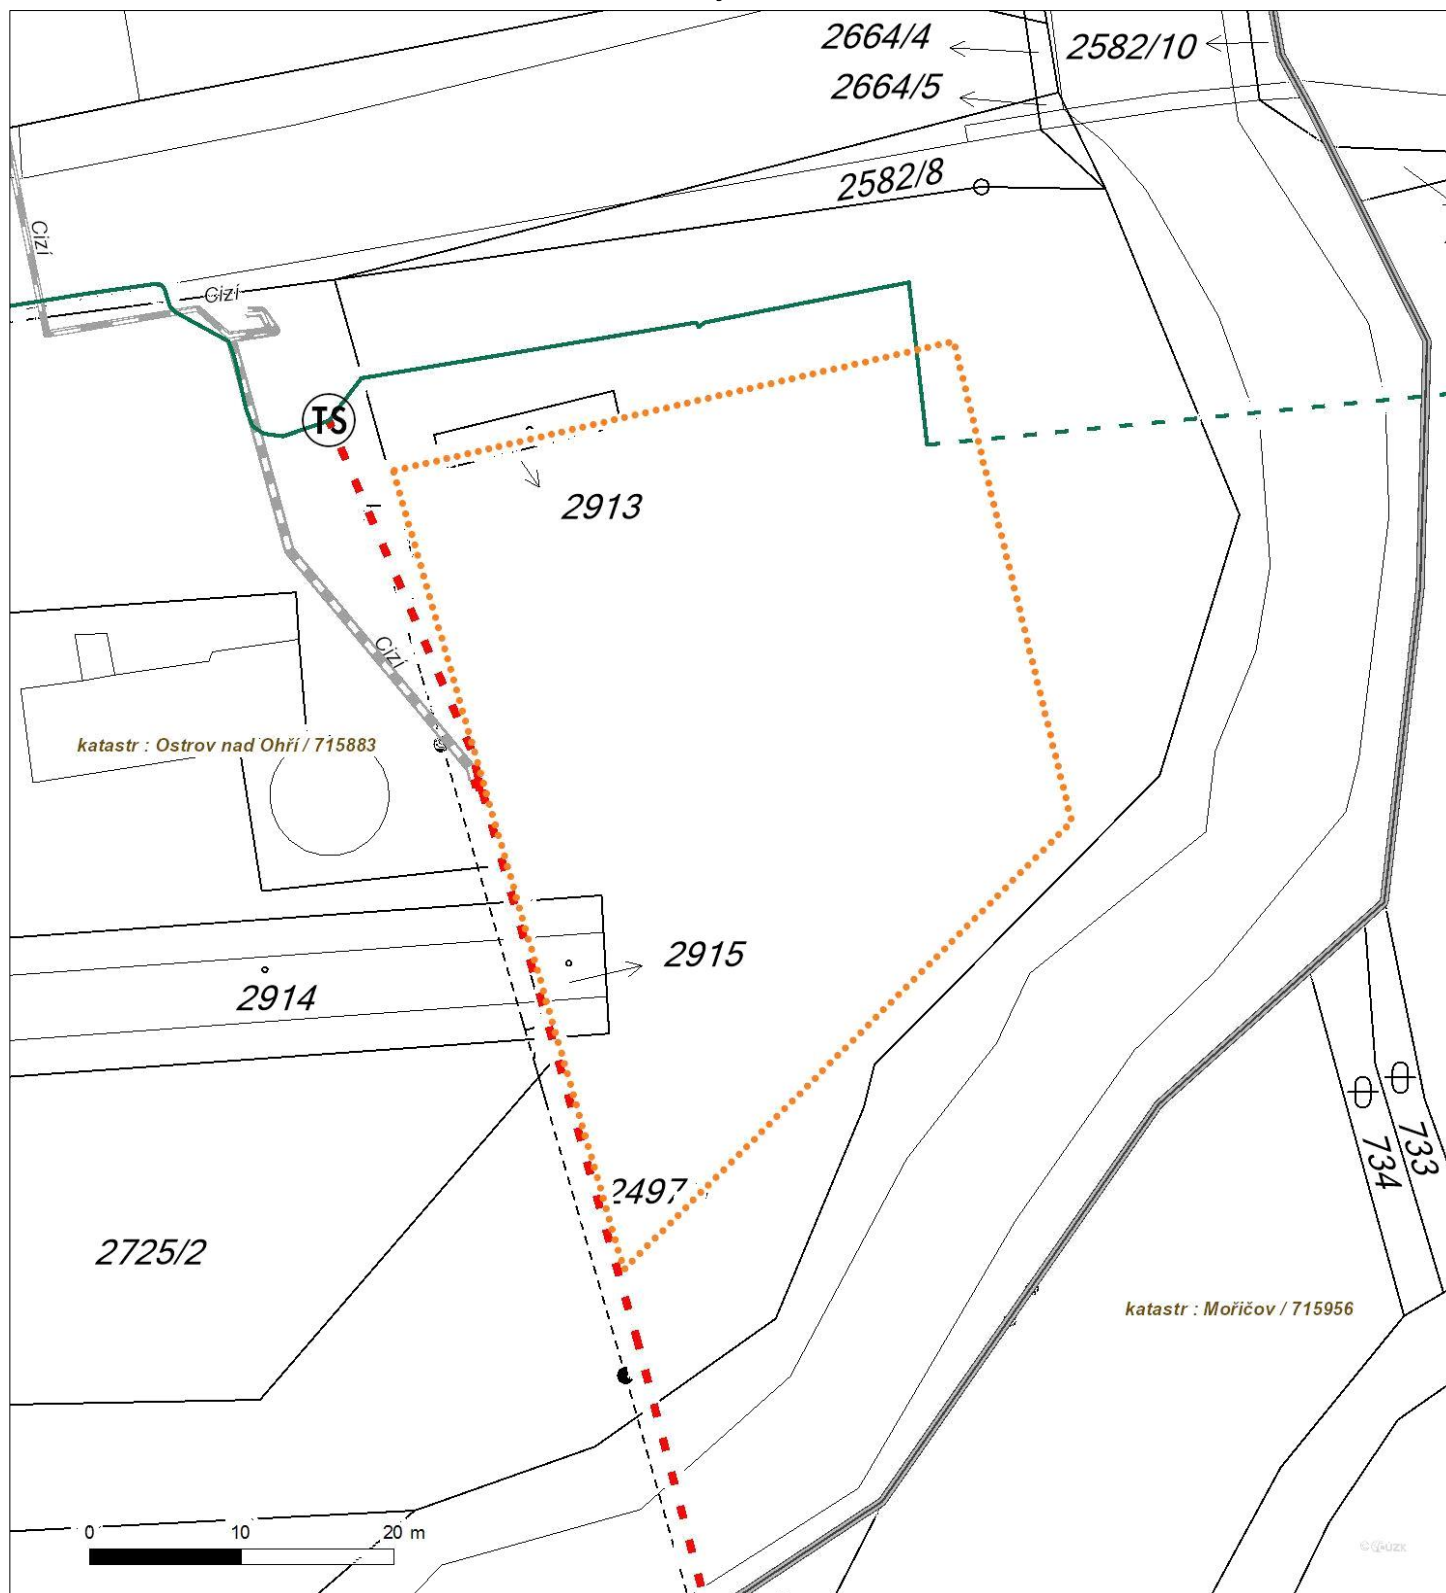 2664/4
2582/10
2664/5
2582/8
Cizí
Cizí
TS
2913
Cizí
katastr : Ostrov nad Ohří / 715883
2915
2914
733
734
2497
2725/2
katastr : Mořičov / 715956
0 10 20 m